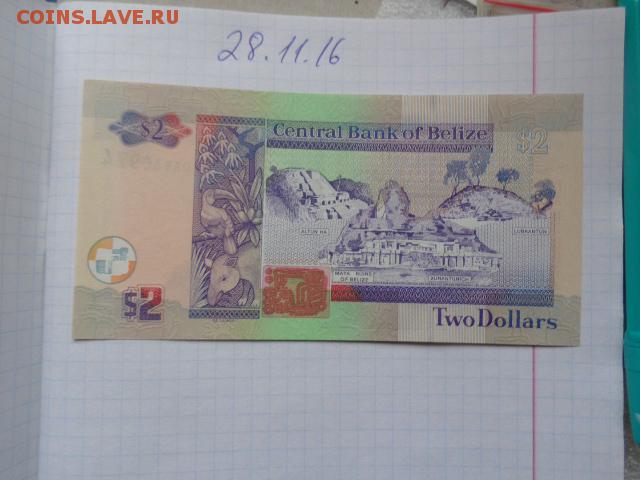 COINS.LAVE.RU
28.11.16
$2
Central Bank of Belize
$2
ALTUN HA
LUBAANTUN
MAYA RUINS
OF BELIZE
XUNANTUNICH
$2
Two Dollars